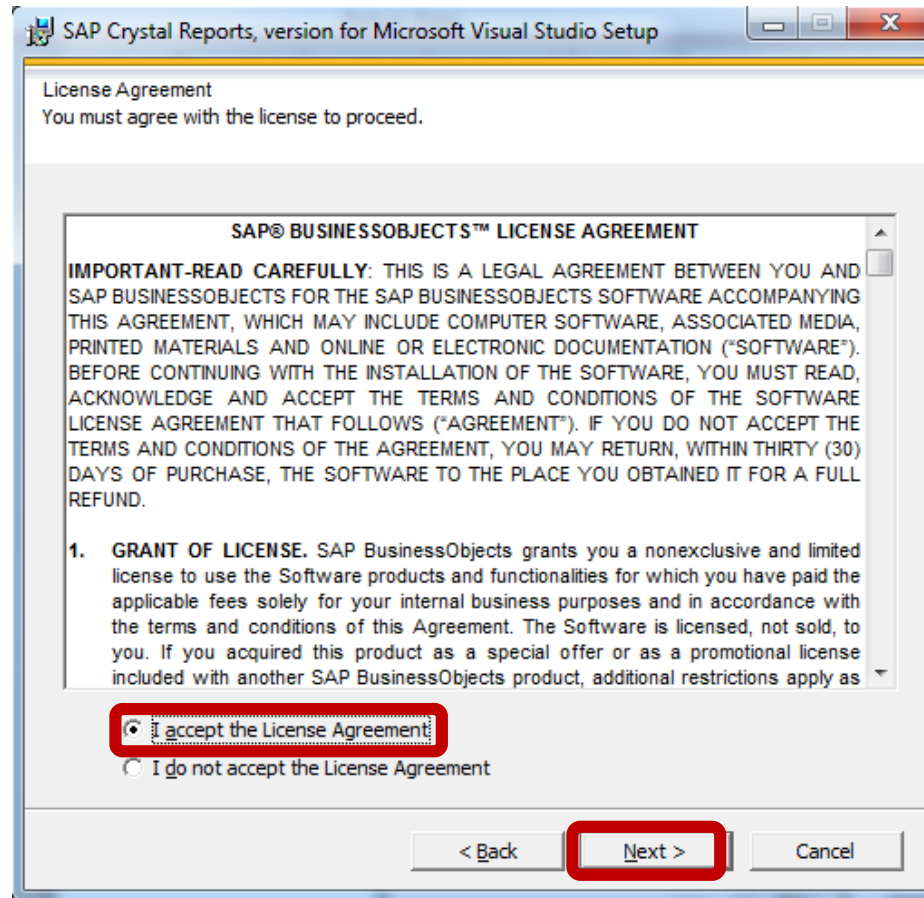 SAP Crystal Reports, version for Microsoft Visual Studio Setup
License Agreement
You must agree with the license to proceed.
SAP® BUSINESSOBJECTS™ LICENSE AGREEMENT
IMPORTANT-READ CAREFULLY: THIS IS A LEGAL AGREEMENT BETWEEN YOU AND
SAP BUSINESSOBJECTS FOR THE SAP BUSINESSOBJECTS SOFTWARE ACCOMPANYING
THIS AGREEMENT, WHICH MAY INCLUDE COMPUTER SOFTWARE, ASSOCIATED MEDIA,
PRINTED MATERIALS AND ONLINE OR ELECTRONIC DOCUMENTATION (“SOFTWARE”).
BEFORE CONTINUING WITH THE INSTALLATION OF THE SOFTWARE, YOU MUST READ,
ACKNOWLEDGE AND ACCEPT THE TERMS AND CONDITIONS OF THE SOFTWARE
LICENSE AGREEMENT THAT FOLLOWS (“AGREEMENT”). IF YOU DO NOT ACCEPT THE
TERMS AND CONDITIONS OF THE AGREEMENT, YOU MAY RETURN, WITHIN THIRTY (30)
DAYS OF PURCHASE, THE SOFTWARE TO THE PLACE YOU OBTAINED IT FOR A FULL
REFUND.
1. GRANT OF LICENSE. SAP BusinessObjects grants you a nonexclusive and limited
license to use the Software products and functionalities for which you have paid the
applicable fees solely for your internal business purposes and in accordance with
the terms and conditions of this Agreement. The Software is licensed, not sold, to
you. If you acquired this product as a special offer or as a promotional license
included with another SAP BusinessObjects product, additional restrictions apply as
I accept the License Agreement
I do not accept the License Agreement
< Back
Next >
Cancel